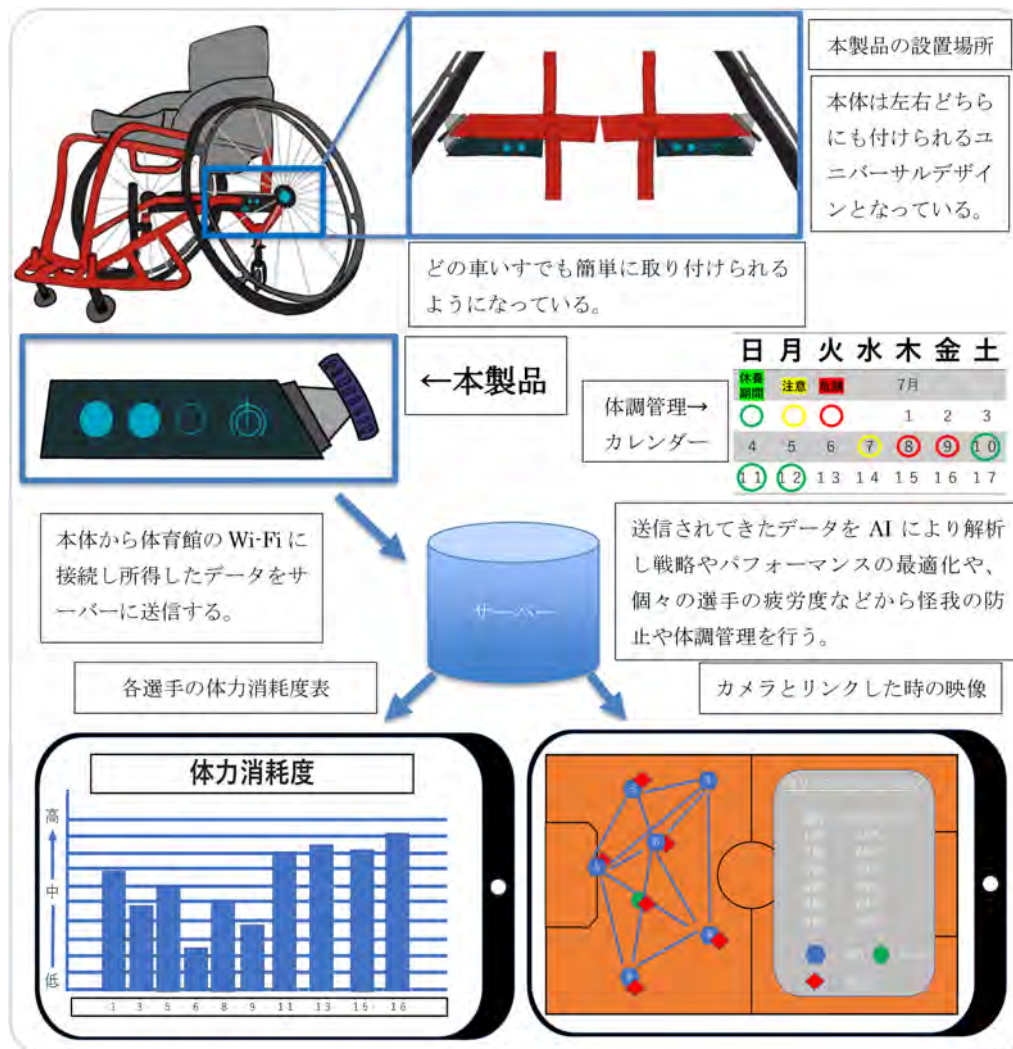 本製品の設置場所
本体は左右どちら
にも付けられるユ
ニバーサルデザイ
ンとなっている。
どの車いすでも簡単に取り付けられる
ようになっている。
←本製品
体調管理→
カレンダー
日 月 火 水 木 金 土
休養
期間 注意 危険 7月
1 2 3
4 5 6 7 8 9 10
11 12 13 14 15 16 17
本体から体育館の Wi-Fi に
接続し所得したデータをサ
ーバーに送信する。
サーバー
送信されてきたデータを AI により解析
し戦略やパフォーマンスの最適化や、
個々の選手の疲労度などから怪我の防
止や体調管理を行う。
各選手の体力消耗度表
カメラとリンクした時の映像
体力消耗度
高
中
低
1 3 5 6 8 9 11 13 15 16